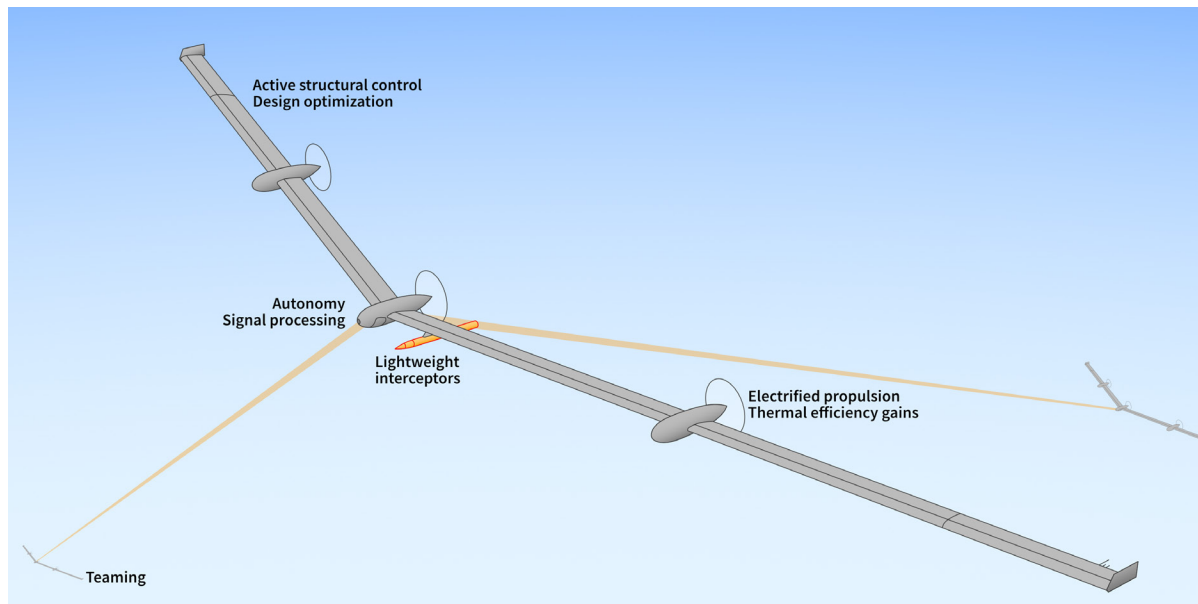 Active structural control
Design optimization
Autonomy
Signal processing
Lightweight
interceptors
Electrified propulsion
Thermal efficiency gains
Teaming